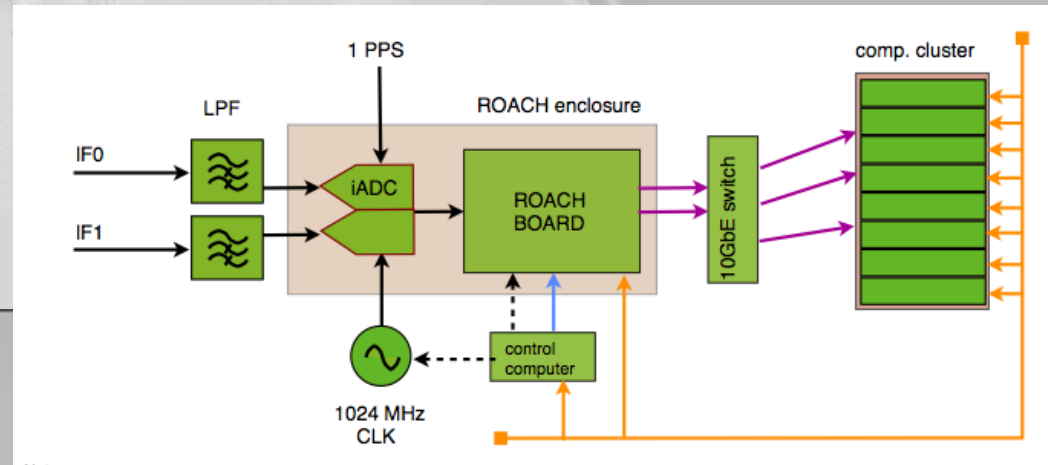 1 PPS
comp. cluster
LPF
ROACH enclosure
IF0
iADC
ROACH
BOARD
10GbE switch
IF1
control
computer
1024 MHz
CLK